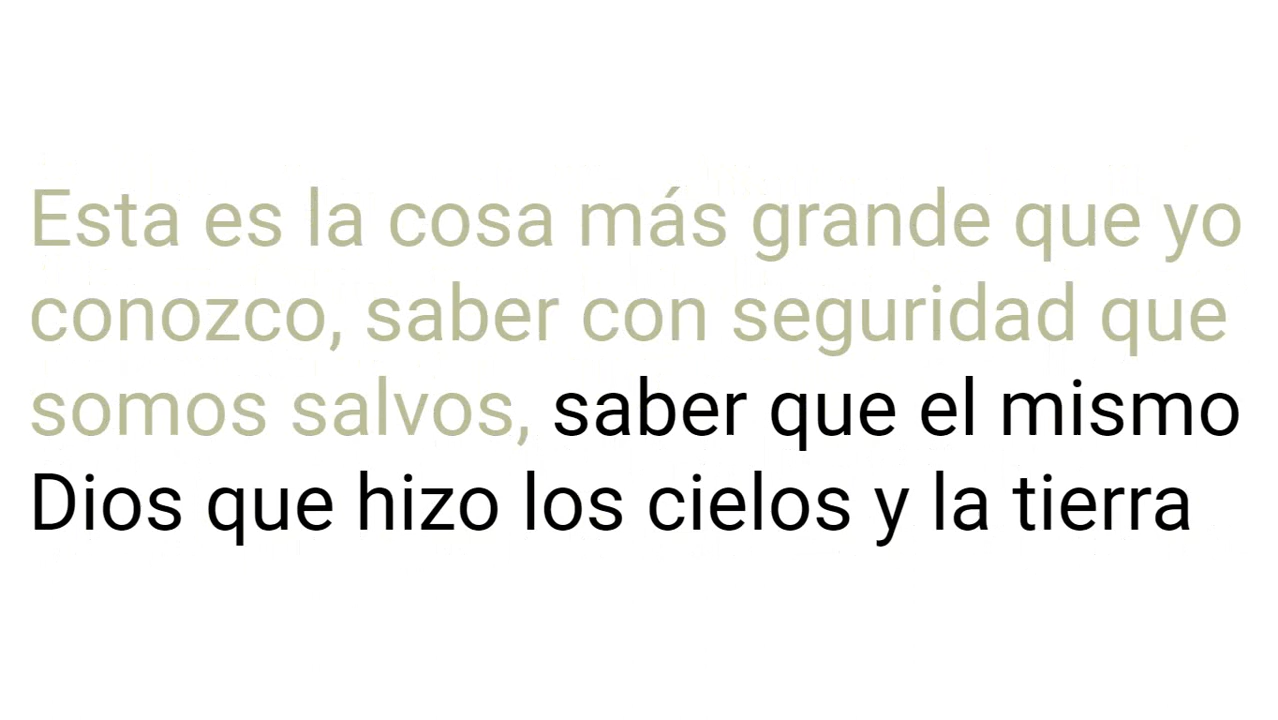 Esta es la cosa más grande que yo
conozco, saber con seguridad que
somos salvos, saber que el mismo
Dios que hizo los cielos y la tierra